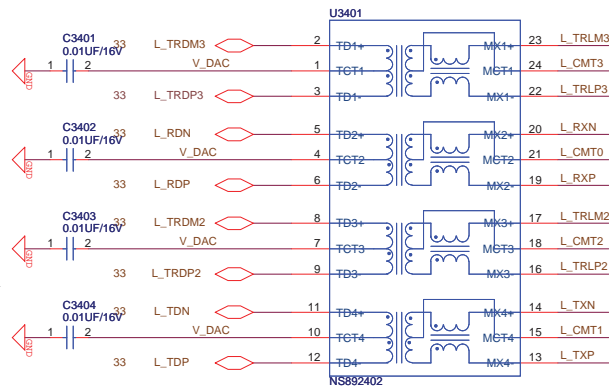 U3401
C3401
0.01UF/16V
33 L_TRDM3 2 TD1+ MX1+ 23 L_TRLM3
GND 1 2 V_DAC 1 TCT1 MCT1 24 L_CMT3
33 L_TRDP3 3 TD1- MX1- 22 L_TRLP3
C3402
0.01UF/16V
33 L_RDN 5 TD2+ MX2+ 20 L_RXN
GND 1 2 V_DAC 4 TCT2 MCT2 21 L_CMT0
33 L_RDP 6 TD2- MX2- 19 L_RXP
C3403
0.01UF/16V
33 L_TRDM2 8 TD3+ MX3+ 17 L_TRLM2
GND 1 2 V_DAC 7 TCT3 MCT3 18 L_CMT2
33 L_TRDP2 9 TD3- MX3- 16 L_TRLP2
C3404
0.01UF/16V
33 L_TDN 11 TD4+ MX4+ 14 L_TXN
GND 1 2 V_DAC 10 TCT4 MCT4 15 L_CMT1
33 L_TDP 12 TD4- MX4- 13 L_TXP
NS892402